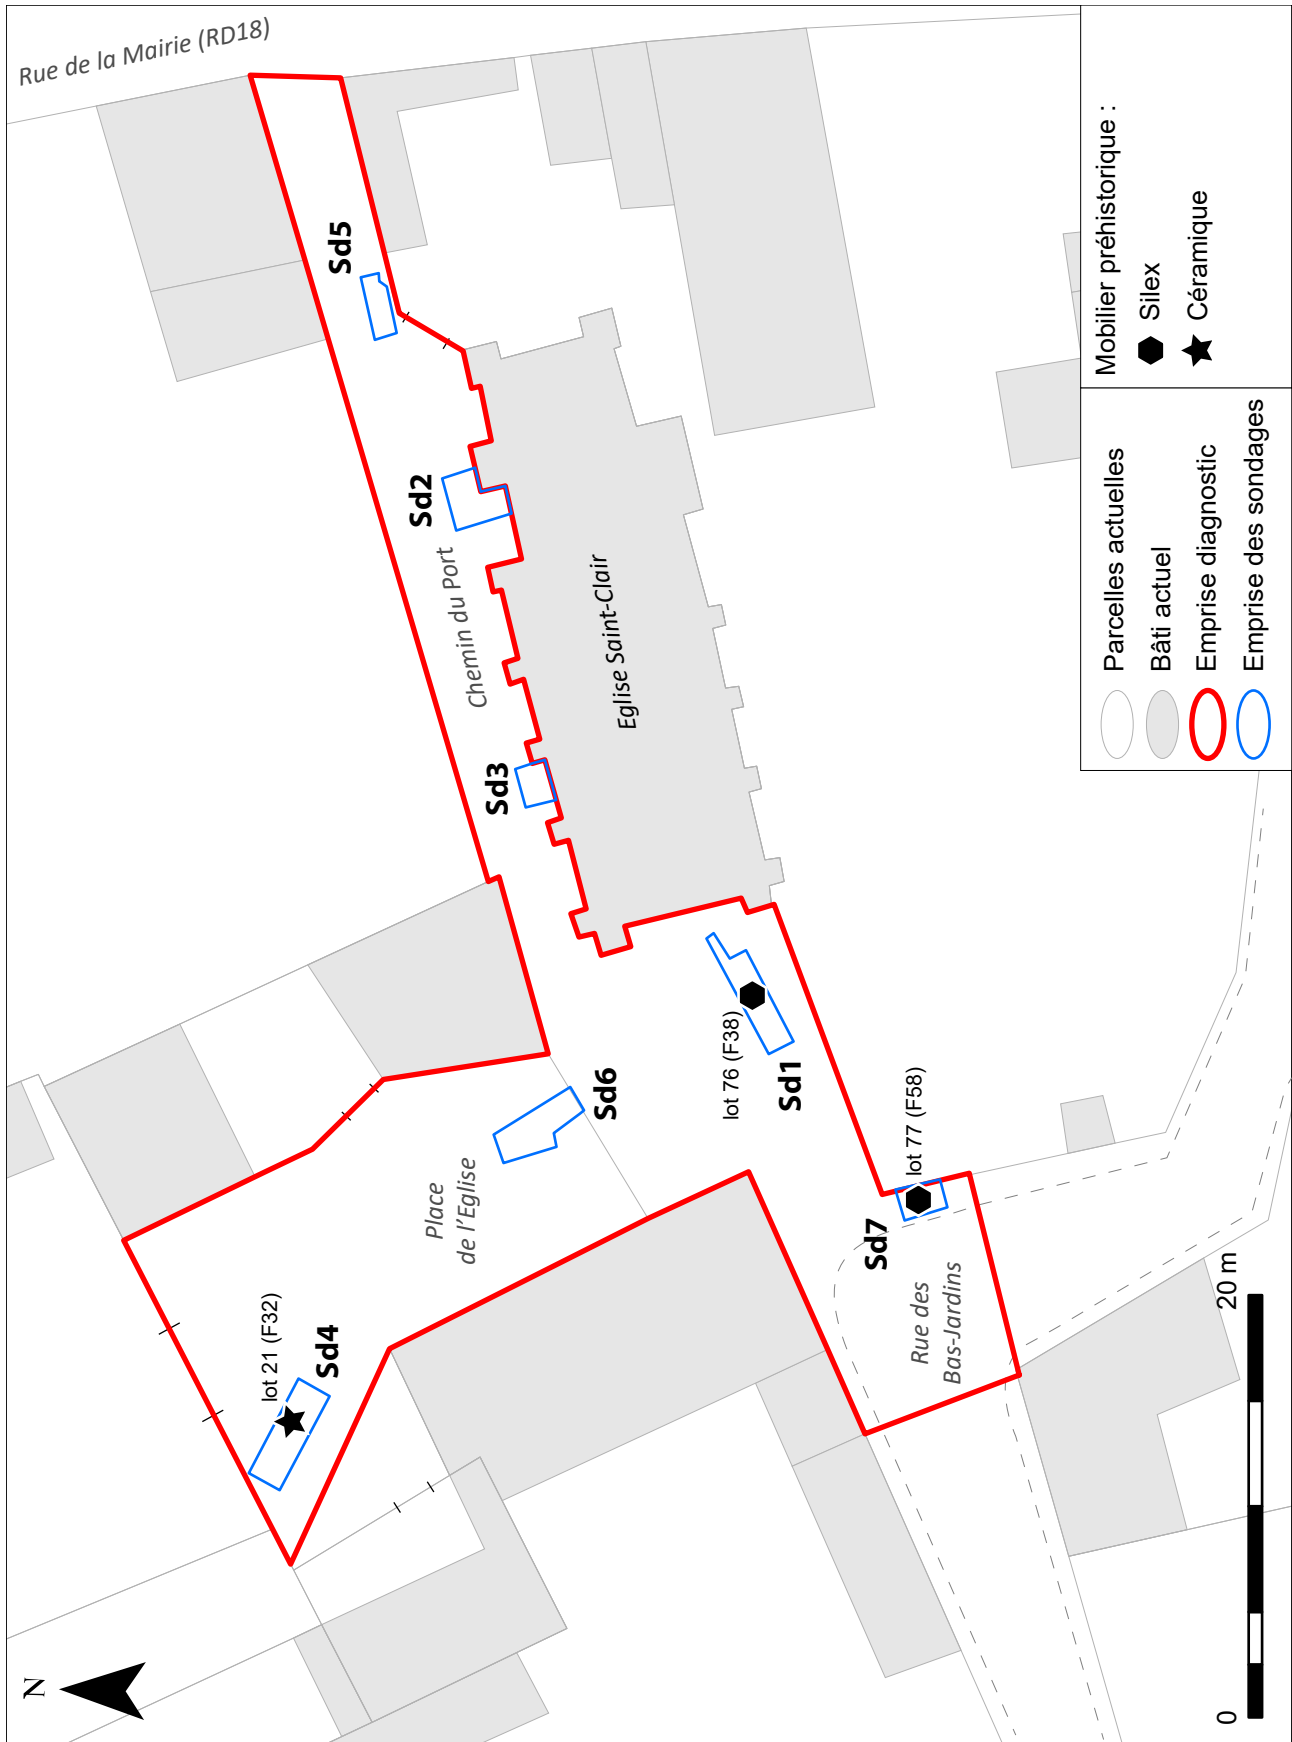 N
Rue de la Mairie (RD18)
Sd5
Sd2
Chemin du Port
Sd3
Eglise Saint-Clair
lot 21 (F32)
Sd4
Place
de l'Eglise
Sd6
lot 76 (F38)
Sd1
lot 77 (F58)
Sd7
Rue des
Bas-Jardins
0
20 m
Parcelles actuelles
Bâti actuel
Emprise diagnostic
Emprise des sondages
Mobilier préhistorique :
Silex
Céramique